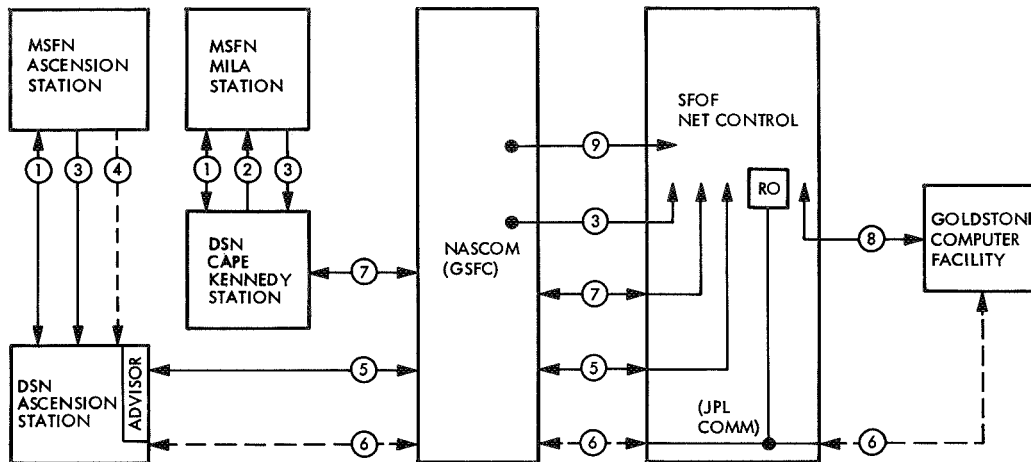 MSFN
ASCENSION
STATION
MSFN
MILA
STATION
SFOF
NET CONTROL
1
3
4
1
2
3
9
RO
DSN
CAPE
KENNEDY
STATION
7
NASCOM
(GSFC)
3
8
GOLDSTONE
COMPUTER
FACILITY
7
DSN
ASCENSION
STATION
ADVISOR
5
5
(JPL
COMM)
6
6
6